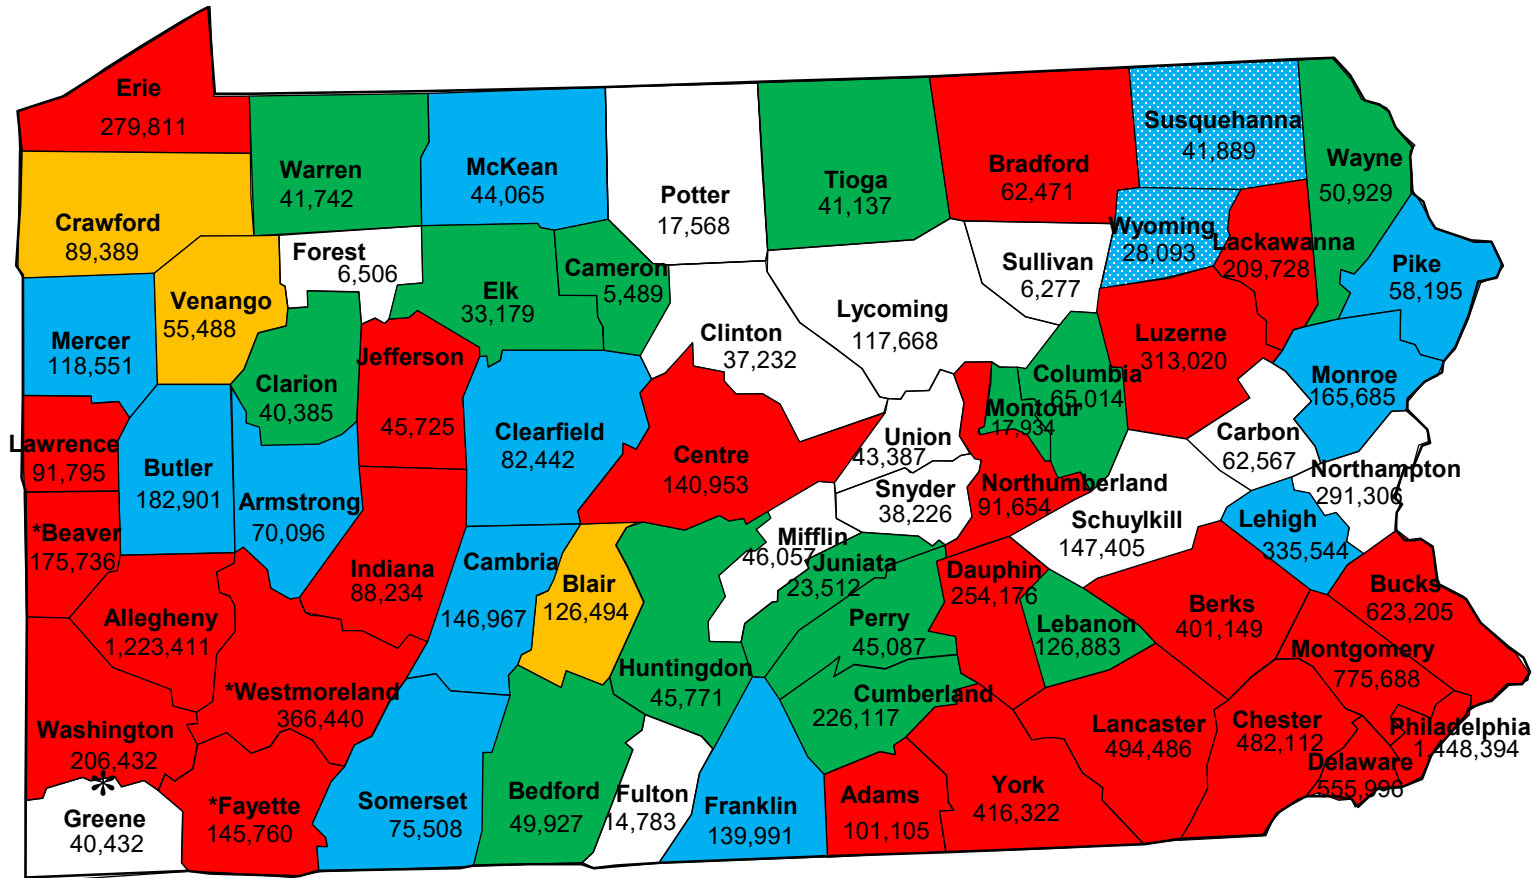 Erie
279,811
Warren
41,742
McKean
44,065
Potter
17,568
Tioga
41,137
Bradford
62,471
Susquehanna
41,889
Wayne
50,929
Crawford
89,389
Forest
6,506
Cameron
5,489
Elk
33,179
Sullivan
6,277
Wyoming
28,093
Lackawanna
209,728
Pike
58,195
Venango
55,488
Mercer
118,551
Clarion
40,385
Jefferson
45,725
Clinton
37,232
Lycoming
117,668
Luzerne
313,020
Columbia
65,014
Montour
17,934
Monroe
165,685
Lawrence
91,795
Butler
182,901
Armstrong
70,096
Clearfield
82,442
Centre
140,953
Union
43,387
Snyder
38,226
Northumberland
91,654
Carbon
62,567
Northampton
291,306
Schuylkill
147,405
Lehigh
335,544
*Beaver
175,736
Indiana
88,234
Cambria
146,967
Blair
126,494
Mifflin
46,057
Juniata
23,512
Dauphin
254,176
Perry
45,087
Lebanon
126,883
Berks
401,149
Bucks
623,205
Allegheny
1,223,411
*Westmoreland
366,440
Huntingdon
45,771
Cumberland
226,117
Montgomery
775,688
Washington
206,432
*
Greene
40,432
*Fayette
145,760
Somerset
75,508
Bedford
49,927
Fulton
14,783
Franklin
139,991
Adams
101,105
York
416,322
Lancaster
494,486
Chester
482,112
Delaware
555,996
Philadelphia
1,448,394